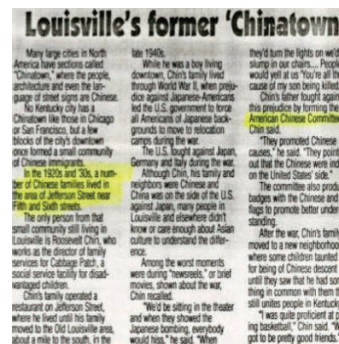 Louisville's former 'Chinatown
Many large cities in North
America have sections called
"Chinatown," where the people,
architecture and even the lan-
guage of street signs are Chinese.
No Kentucky city has a
Chinatown like those in Chicago
or San Francisco, but a few
blocks of the city's downtown
once formed a small community
of Chinese immigrants.
In the 1920s and '30s, a num-
ber of Chinese families lived in
the area of Jefferson Street near
Fifth and Sixth streets.
The only person from that
small community still living in
Louisville is Roosevelt Chin, who
works as the director of family
services for Cabbage Patch, a
social service facility for disad-
vantaged children.
Chin's family operated a
restaurant on Jefferson Street,
where he lived until his family
moved to the Old Louisville area,
about a mile to the south, in the
late 1940s.
While he was a boy living
downtown, Chin's family lived
through World War II, when preju-
dice against Japanese-Americans
led the U.S. government to force
all Americans of Japanese back-
grounds to move to relocation
camps during the war.
The U.S. fought against Japan,
Germany and Italy during the war.
Although Chin, his family and
neighbors were Chinese and
China was on the side of the U.S.
against Japan, many people in
Louisville and elsewhere didn't
know or care enough about Asian
culture to understand the differ-
ence.
Among the worst moments
were during "newsreels," or brief
movies, shown about the war,
Chin recalled.
"We'd be sitting in the theater
and when they showed the
Japanese bombing, everybody
would hiss," he said. "When
they'd turn the lights on we'd
slump in our chairs.... People
would yell at us 'You're all the
cause of my son being killed
Chin's father fought against
this prejudice by forming the
American Chinese Committee
Chin said.
"They promoted Chinese
causes," he said. "They point
out that the Chinese were in
on the United States' side."
The committee also prod
badges with the Chinese and
flags to promote better under
standing.
After the war, Chin's family
moved to a new neighborhood
where some children taunted
for being of Chinese descent
until they saw that he had som
thing in common with them t
still unites people in Kentucky
"I was quite proficient at p
ing basketball," Chin said. "W
got to be pretty good friends."